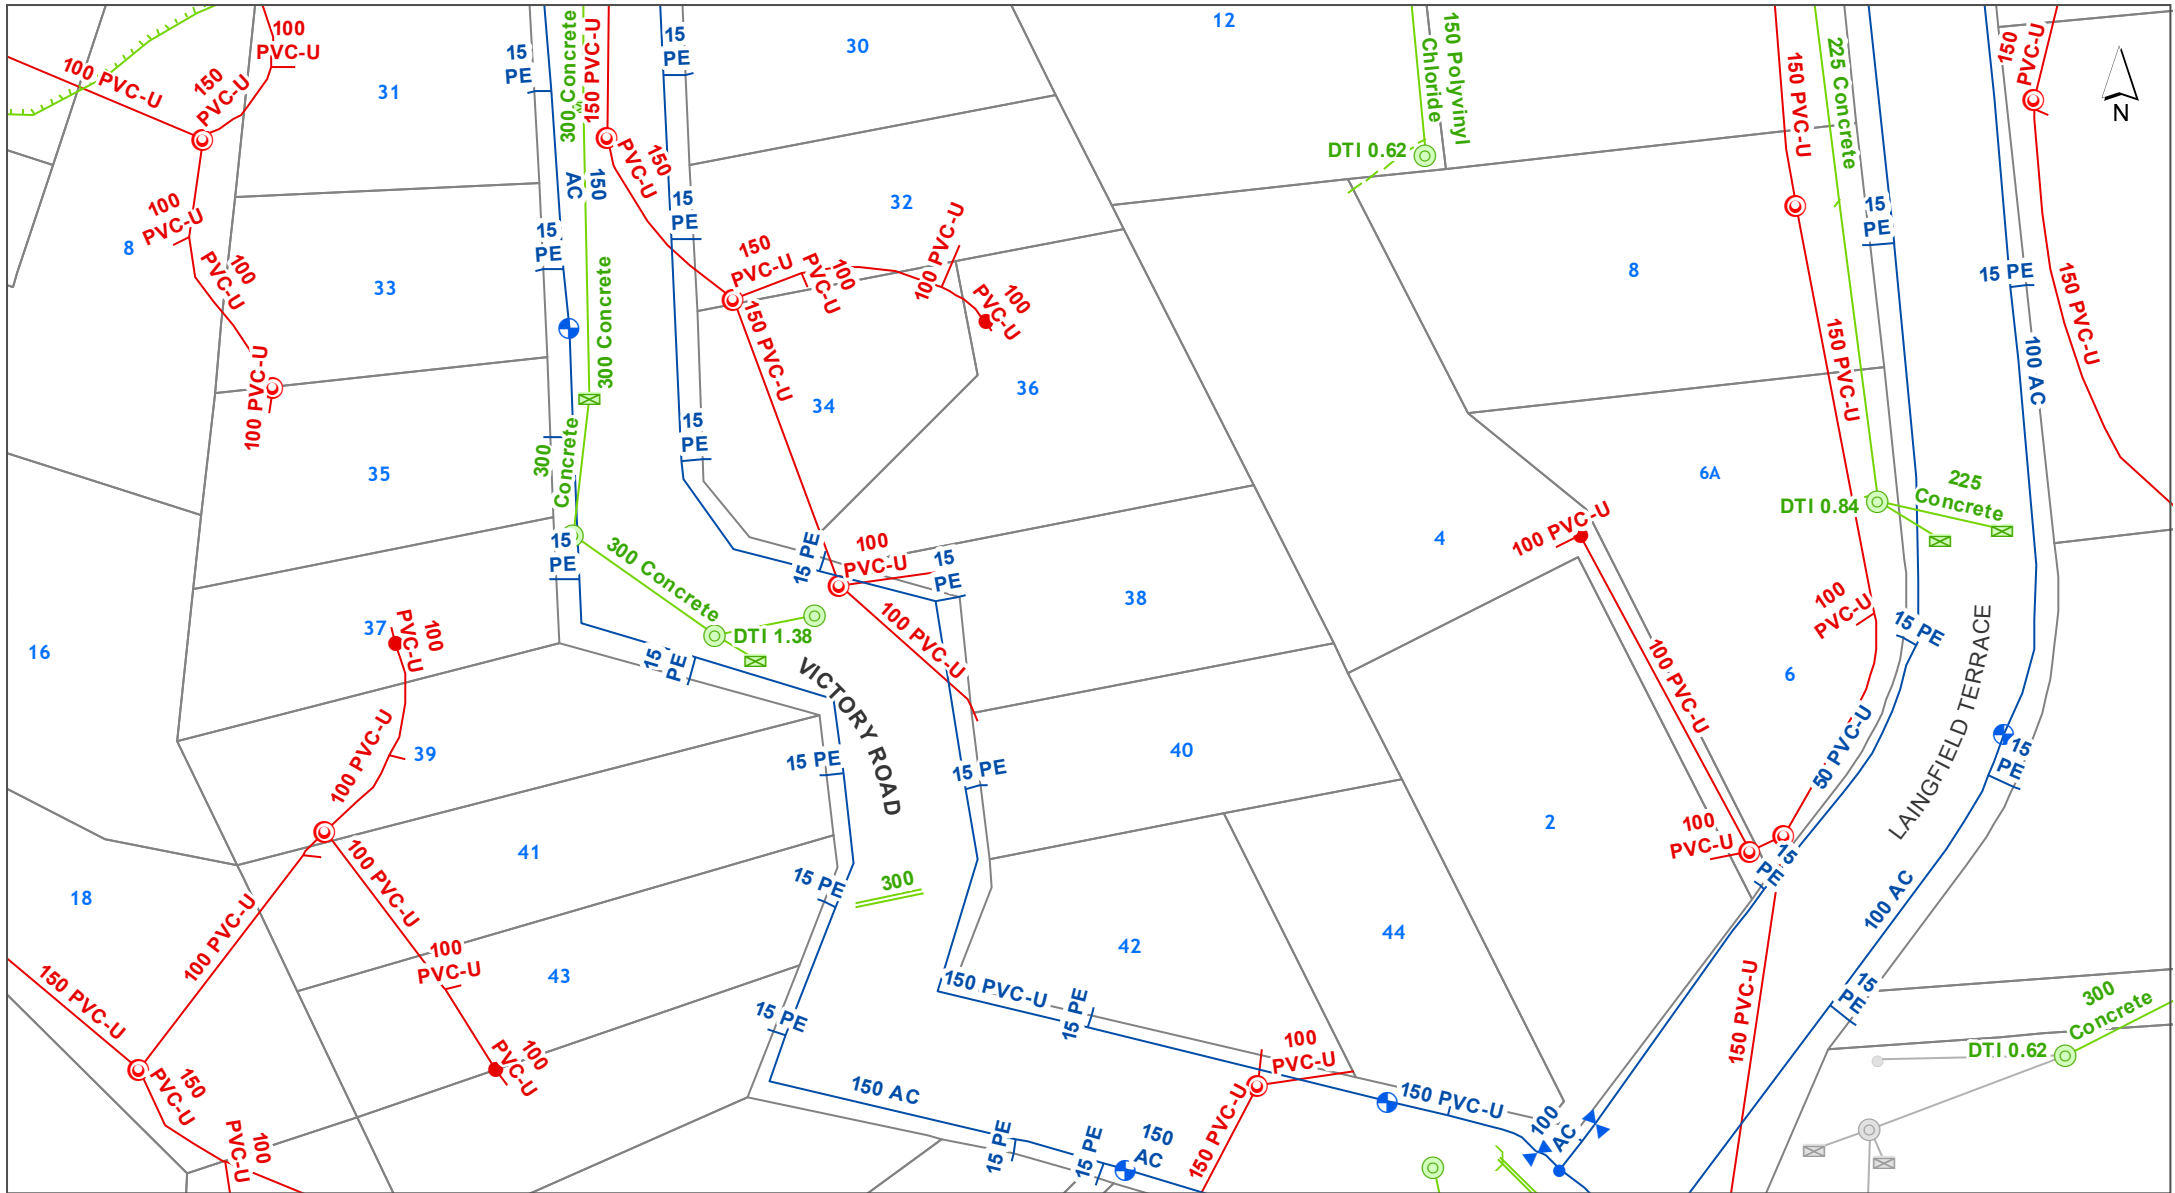 12
30
31
100
PVC-U
100 PVC-U
150
PVC-U
15
PE
300 Concrete
150 PVC-U
15
PE
150 Polyvinyl
Chloride
150 PVC-U
225 Concrete
150
PVC-U
N
DTI 0.62
150
AC
150
PVC-U
100
PVC-U
8
15
PE
15
PE
32
100 PVC-U
150
PVC-U
100
PVC-U
15
PE
8
15 PE
100
PVC-U
33
300 Concrete
150 PVC-U
100
PVC-U
150 PVC-U
100 AC
150 PVC-U
100 PVC-U
34
36
35
300
Concrete
15
PE
6A
DTI 0.84
225
Concrete
100 PVC-U
4
15
PE
300 Concrete
15 PE
100
PVC-U
15
PE
38
100
PVC-U
37
100
PVC-U
DTI 1.38
16
15
PE
VICTORY ROAD
100 PVC-U
100 PVC-U
6
15 PE
LAINGFIELD TERRACE
50 PVC-U
15
PE
39
100 PVC-U
15 PE
15 PE
40
2
100
PVC-U
15
PE
41
100 PVC-U
15 PE
300
18
100 PVC-U
100 AC
42
44
100
PVC-U
43
150 PVC-U
150 PVC-U
15 PE
15 PE
150 PVC-U
15
PE
300
Concrete
DTI 0.62
100
PVC-U
100
PVC-U
150
PVC-U
150 AC
150 PVC-U
150 PVC-U
100
AC
100
PVC-U
15 PE
15 PE
150
AC